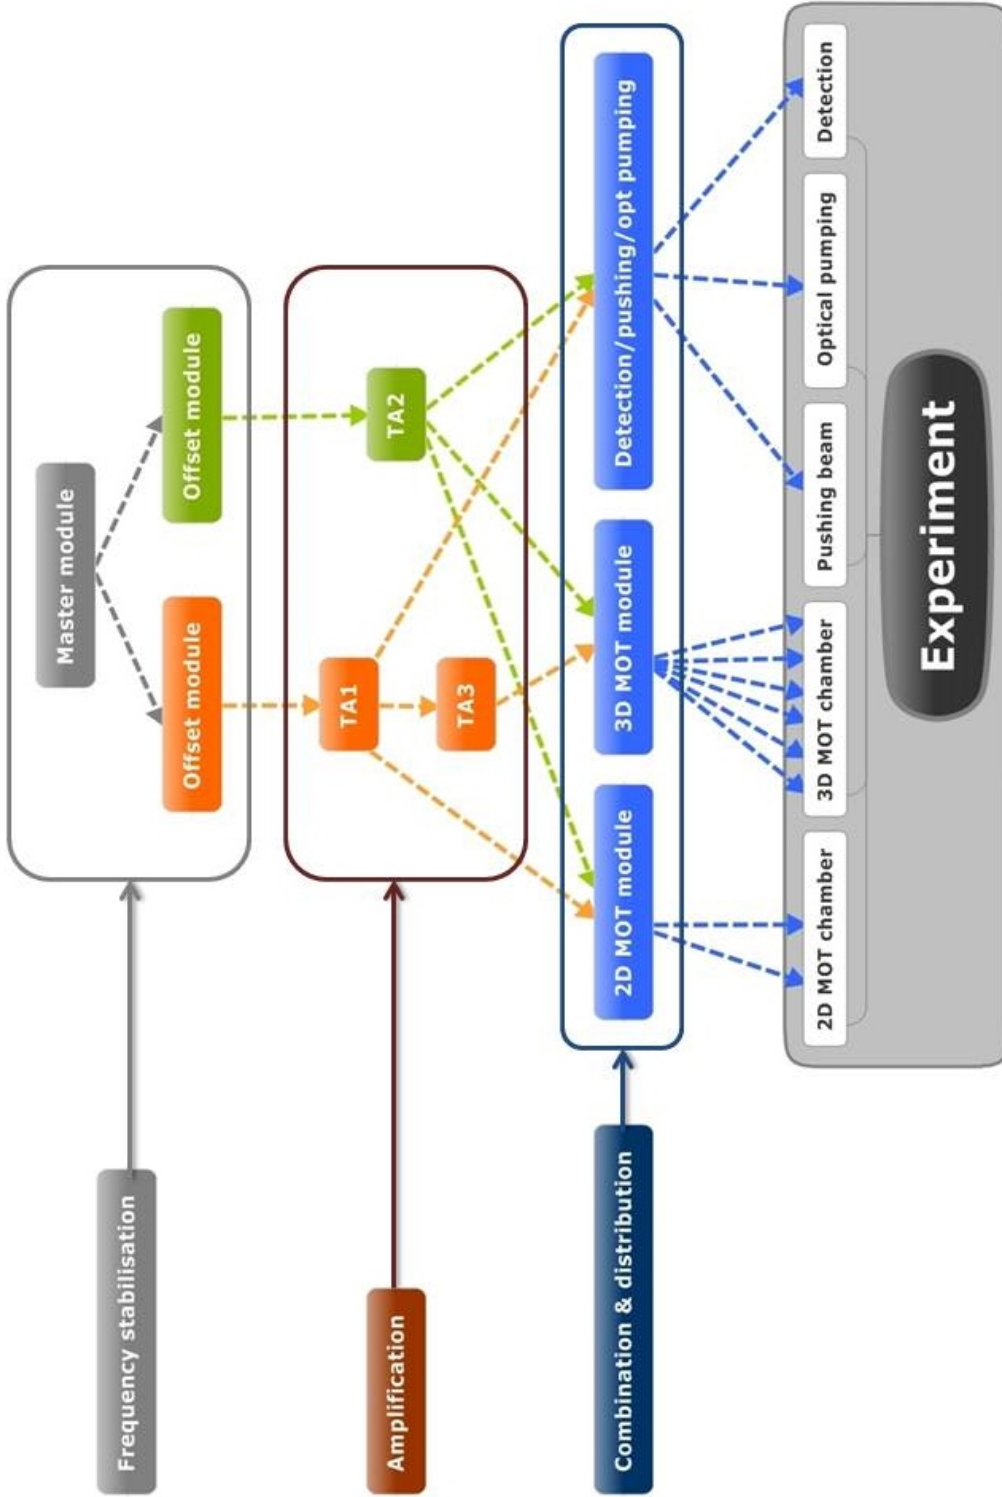 Frequency stabilisation
Master module
Offset module
Offset module
Amplification
TA1
TA2
TA3
Combination & distribution
2D MOT module
3D MOT module
Detection/pushing/opt pumping
2D MOT chamber
3D MOT chamber
Pushing beam
Optical pumping
Detection
Experiment